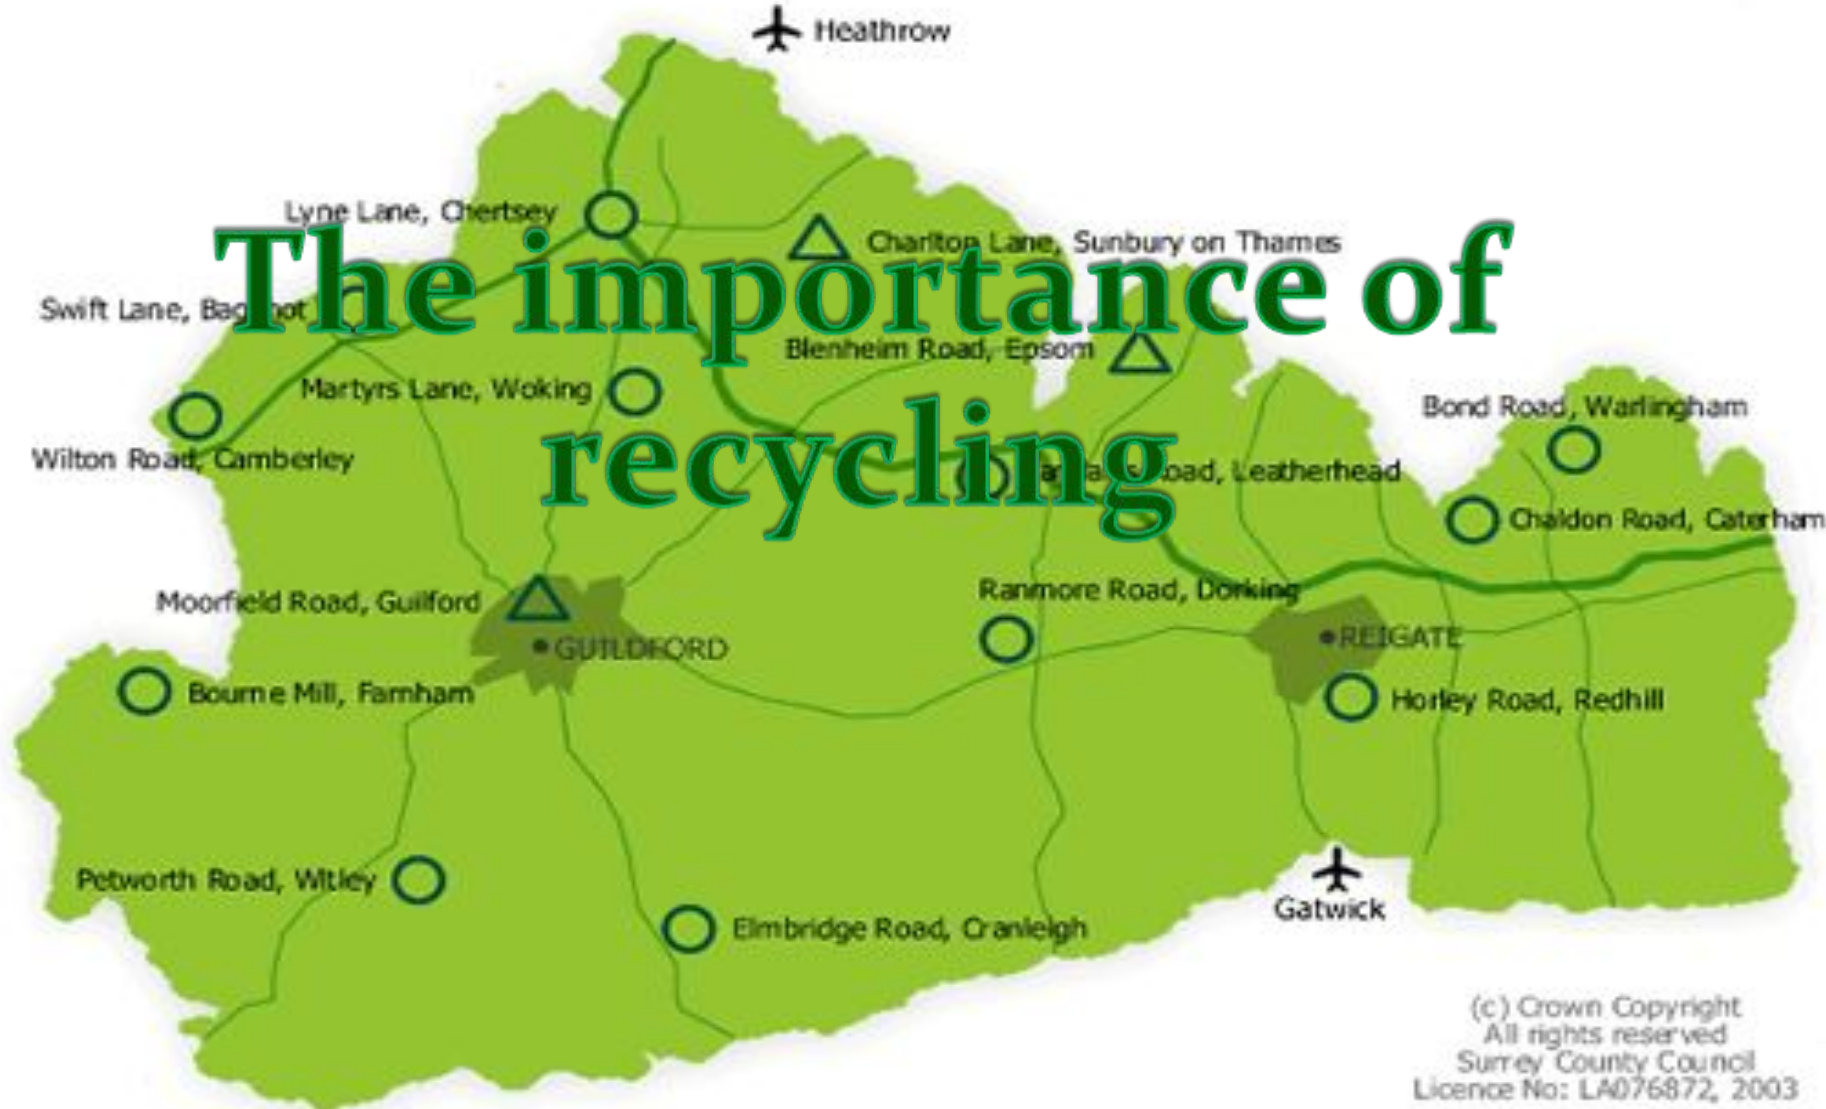 Heathrow
Lyne Lane, Chertsey
The importance of
recycling
Charlton Lane, Sunbury on Thames
Swift Lane,
Blenheim Road, Epsom
Martyrs Lane, Woking
Bond Road, Warlingham
Wilton Road, Camberley
Road, Leatherhead
Chaldon Road, Caterham
Moorfield Road, Guilford
Ranmore Road, Dorking
GUILDFORD
REIGATE
Bourne Mill, Farnham
Horley Road, Redhill
Petworth Road, Witley
Gatwick
Elmbridge Road, Cranleigh
(c) Crown Copyright
All rights reserved
Surrey County Council
Licence No: LA076872, 2003